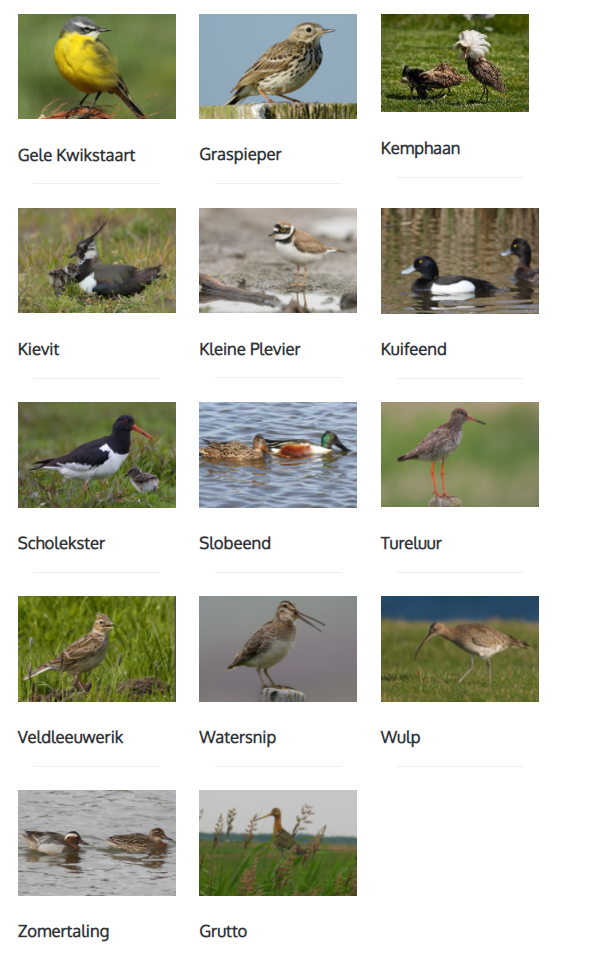 Gele Kwikstaart
Graspieper
Kemphaan
Kievit
Kleine Plevier
Kuifeend
Scholekster
Slobeend
Tureluur
Veldleeuwerik
Watersnip
Wulp
Zomertaling
Grutto